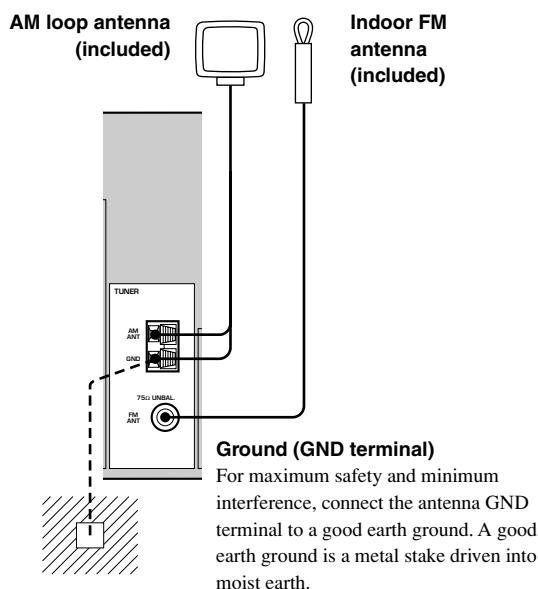 AM loop antenna
(included)
Indoor FM
antenna
(included)
TUNER
AM
ANT
GND
75Ω UNBAL.
FM
ANT
Ground (GND terminal)
For maximum safety and minimum
interference, connect the antenna GND
terminal to a good earth ground. A good
earth ground is a metal stake driven into
moist earth.